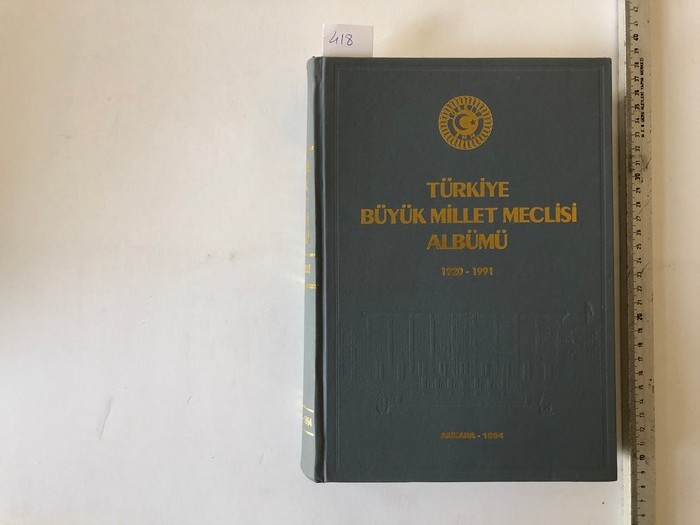 418
TÜRKİYE
BÜYÜK MİLLET MECLİSİ
ALBÜMÜ
1920 - 1991
ANKARA - 1994